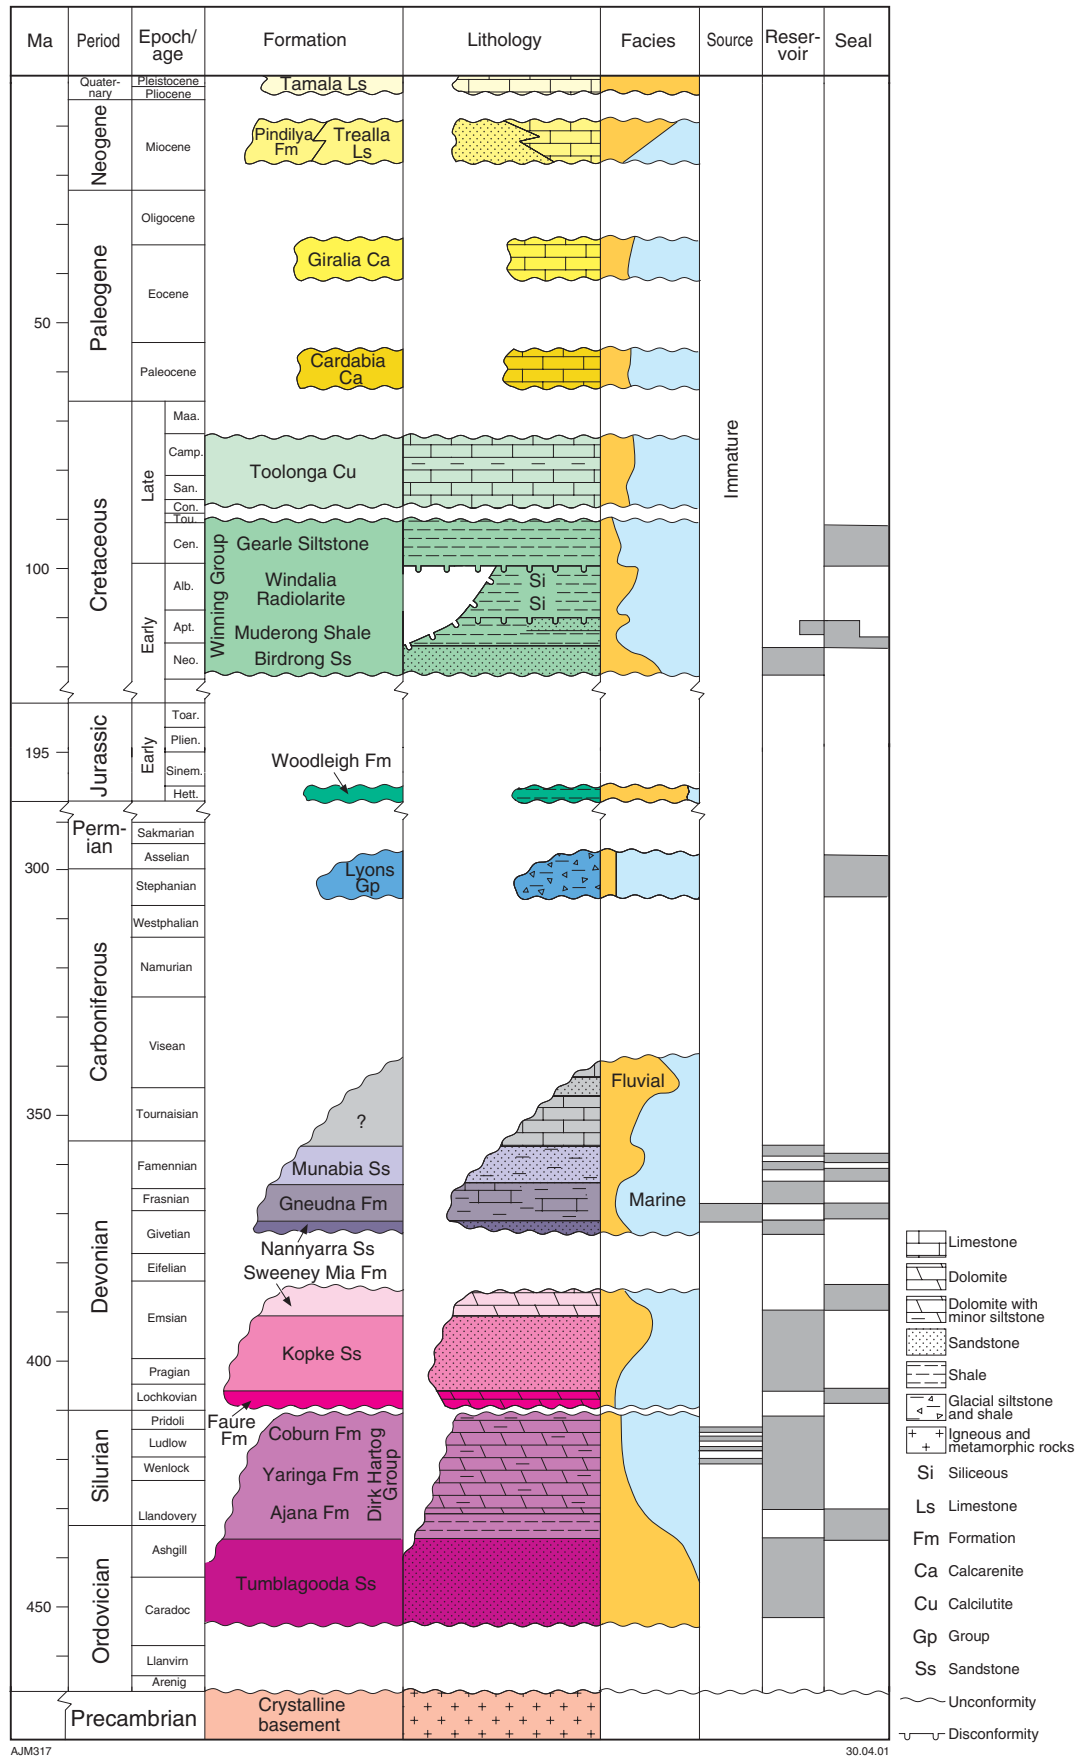 Ma
Period
Epoch/
age
Formation
Lithology
Facies
Source
Reser-
voir
Seal
Quater-
nary
Pleistocene
Pliocene
Tamala Ls
Neogene
Miocene
Pindilya
Fm
Trealla
Ls
Paleogene
Oligocene
Giralia Ca
Eocene
50
Paleocene
Cardabia
Ca
Cretaceous
Late
Maa.
Camp.
San.
Con.
Tou.
Cen.
Toolonga Cu
Immature
Winning Group
Gearle Siltstone
100
Early
Alb.
Windalia
Radiolarite
Si
Si
Apt.
Muderong Shale
Neo.
Birdrong Ss
Jurassic
Early
Toar.
Plien.
195
Sinem.
Hett.
Woodleigh Fm
Perm-
ian
Sakmarian
Asselian
300
Lyons
Gp
Carboniferous
Stephanian
Westphalian
Namurian
Visean
Tournaisian
350
?
Fluvial
Devonian
Famennian
Munabia Ss
Frasnian
Gneudna Fm
Marine
Givetian
Nannyarra Ss
Eifelian
Sweeney Mia Fm
Emsian
Kopke Ss
400
Pragian
Lochkovian
Faure
Fm
Silurian
Pridoli
Ludlow
Wenlock
Llandovery
Coburn Fm
Yaringa Fm
Ajana Fm
Dirk Hartog
Group
Ordovician
Ashgill
Tumblagooda Ss
450
Caradoc
Llanvirn
Arenig
Precambrian
Crystalline
basement
Limestone
Dolomite
Dolomite with
minor siltstone
Sandstone
Shale
Glacial siltstone
and shale
Igneous and
metamorphic rocks
Si Siliceous
Ls Limestone
Fm Formation
Ca Calcarenite
Cu Calcilutite
Gp Group
Ss Sandstone
Unconformity
Disconformity
AJM317
30.04.01